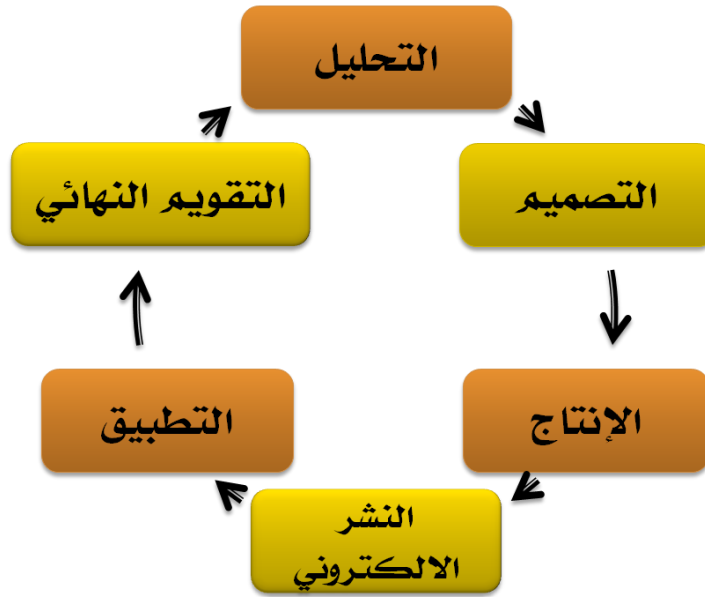 التحليل
التصميم
الإنتاج
النشر
الالكتروني
التطبيق
التقويم النهائي